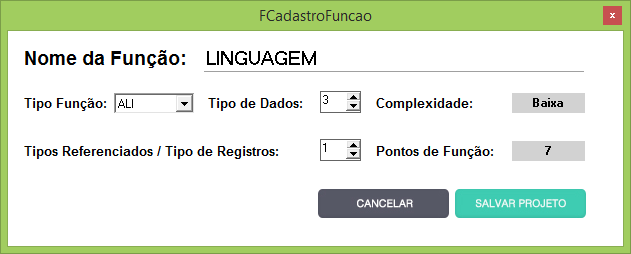 FCadastroFuncao
x
Nome da Função: LINGUAGEM
Tipo Função: ALI Tipo de Dados: 3 Complexidade: Baixa
Tipos Referenciados / Tipo de Registros: 1 Pontos de Função: 7
CANCELAR SALVAR PROJETO